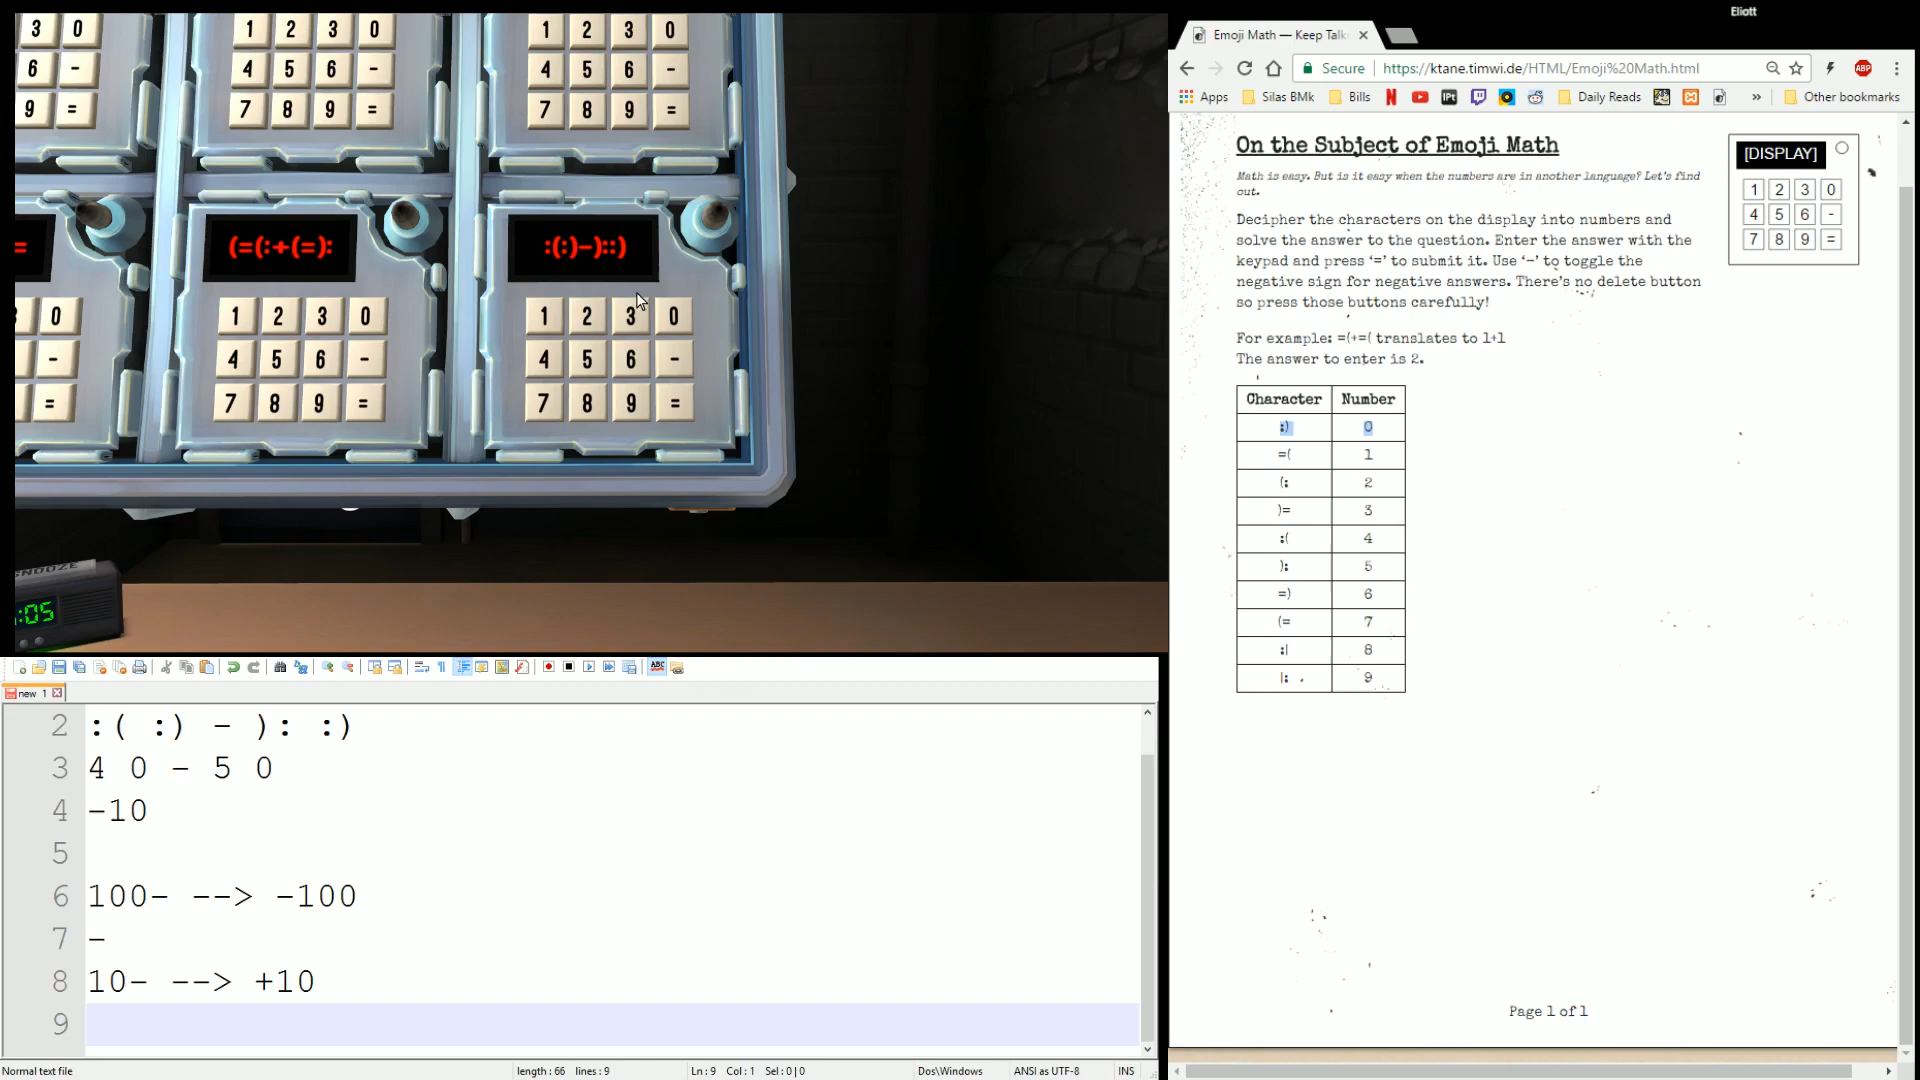 Eliott
Emoji Math — Keep Talk
Secure
https://ktane.timwi.de/HTML/Emoji%20Math.html
ABP
Apps
Silas BMk
Bills
Daily Reads
»
Other bookmarks
3 0
6 -
9 =
1 2 3 0
4 5 6 -
7 8 9 =
1 2 3 0
4 5 6 -
7 8 9 =
=
(=(:+(=):
:(:)-)::)
0
-
=
1 2 3 0
4 5 6 -
7 8 9 =
1 2 3 0
4 5 6 -
7 8 9 =
SNOOZE
:05
On the Subject of Emoji Math
Math is easy. But is it easy when the numbers are in another language? Let's find
out.
Decipher the characters on the display into numbers and
solve the answer to the question. Enter the answer with the
keypad and press '=' to submit it. Use '-' to toggle the
negative sign for negative answers. There's no delete button
so press those buttons carefully!
For example: =(+=( translates to 1+1
The answer to enter is 2.
[DISPLAY]
1 2 3 0
4 5 6 -
7 8 9 =
Character Number
:) 0
=( 1
(: 2
)= 3
:( 4
): 5
=) 6
(= 7
:| 8
|: 9
Page 1 of 1
new 1
2 :( :) - ): :)
3 4 0 - 5 0
4 -10
5
6 100- --> -100
7 -
8 10- --> +10
9
Normal text file
length : 66 lines : 9
Ln : 9 Col : 1 Sel : 0 | 0
Dos\Windows
ANSI as UTF-8
INS